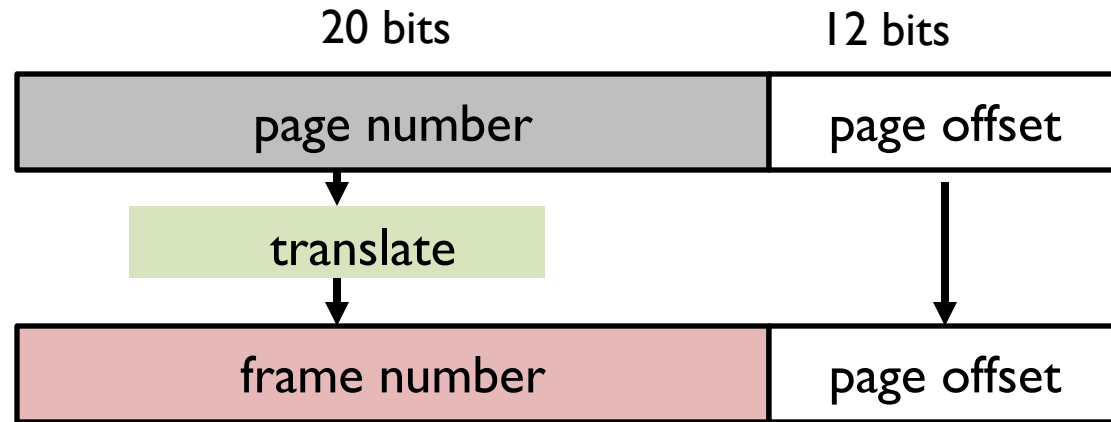 20 bits 12 bits
page number page offset
translate
frame number page offset